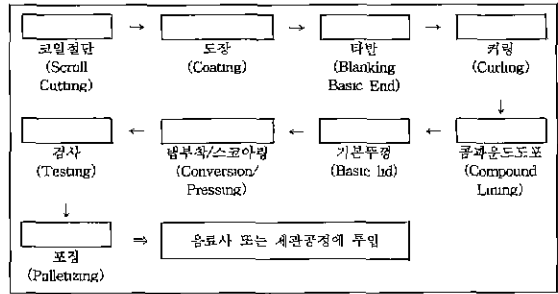 → → →
코일절단 도장 타반 커링
(Scroll (Coating) (Blanking (Curling)
Cutting) Basic End)
↓
← ← ←
검사 탭부착/스코아링 기본뚜껑 콤파운드도포
(Testing) (Conversion/ (Basic lid) (Compound
Pressing) Lining)
↓
⇒ 음료사 또는 제관공정에 투입
포장
(Palletizing)